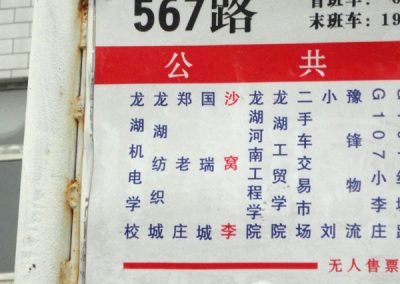 567路
首班车:
末班车:19
公共
龙湖机电学校
龙湖纺织城
郑老庄
国瑞城
沙窝李
龙湖河南工程学院
龙湖工贸学院
二手车交易市场
小刘
豫锋物流
G107小李庄
无人售票